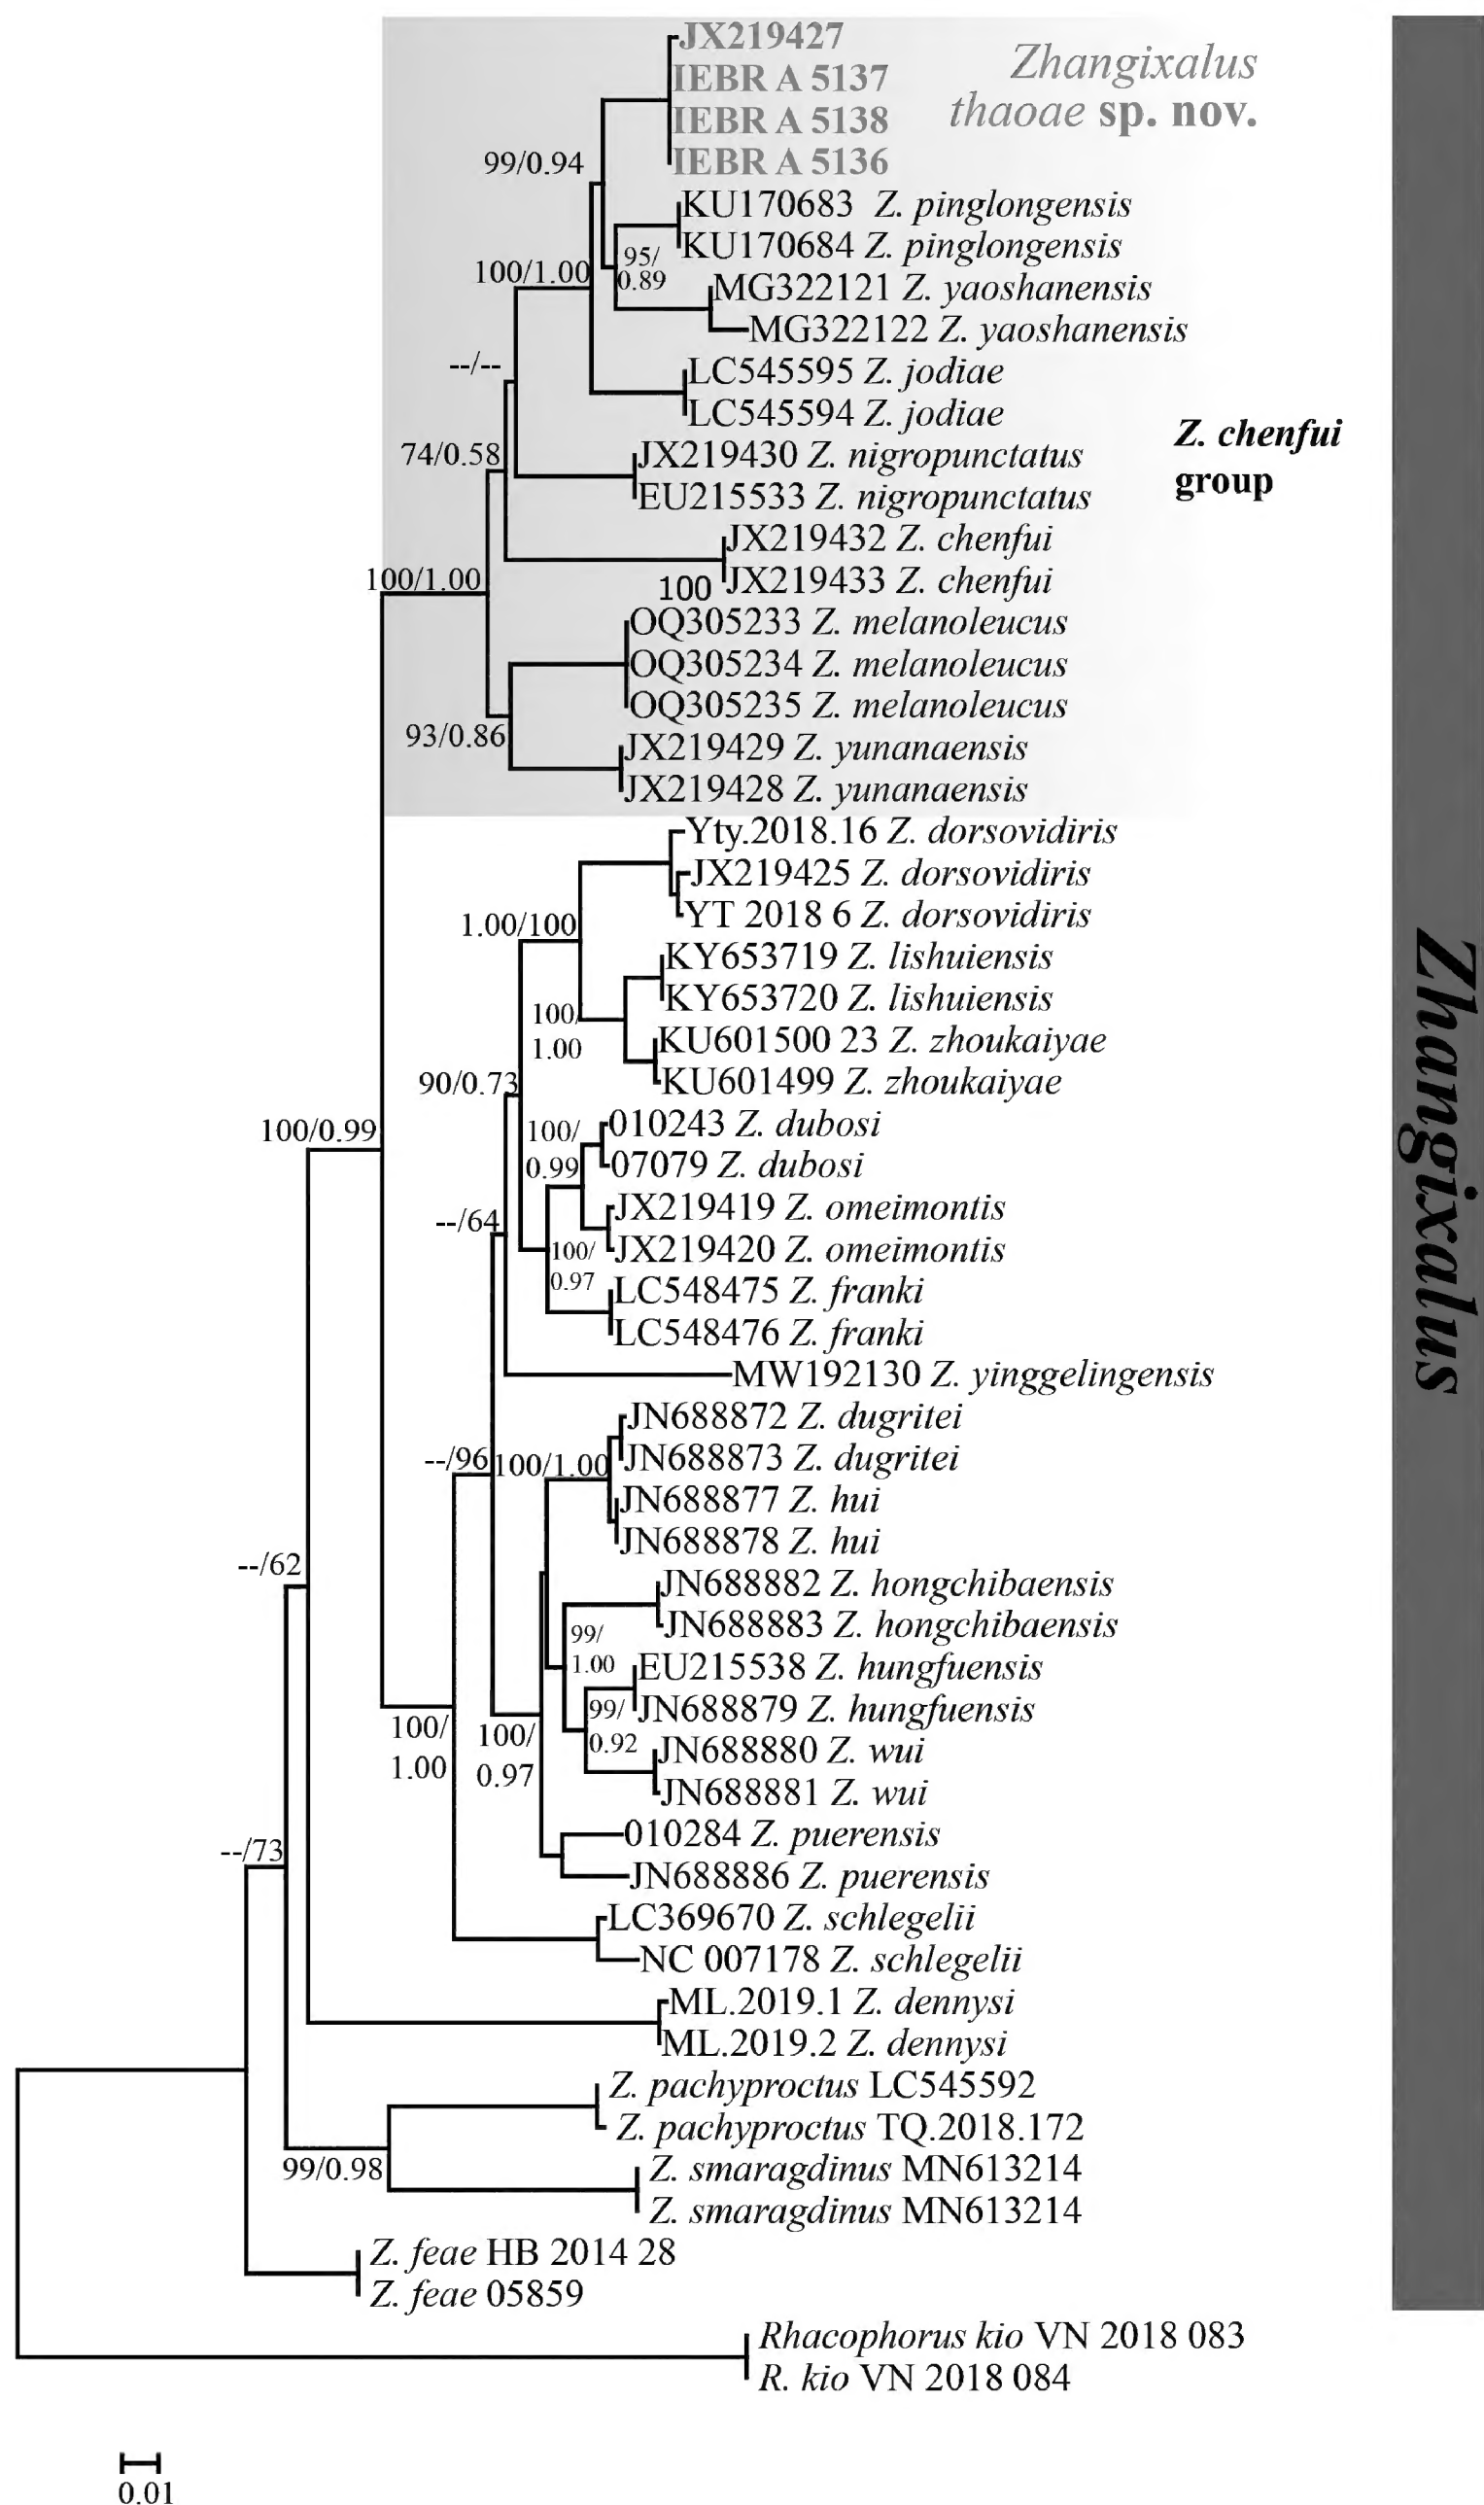 JX219427
IEBR A 5137
IEBR A 5138
IEBR A 5136
Zhangixalus
thaoae sp. nov.
99/0.94
KU170683 Z. pinglongensis
KU170684 Z. pinglongensis
95/
0.89
100/1.00
MG322121 Z. yaoshanensis
MG322122 Z. yaoshanensis
--/--
LC545595 Z. jodiae
LC545594 Z. jodiae
Z. chenfui
group
74/0.58
JX219430 Z. nigropunctatus
EU215533 Z. nigropunctatus
JX219432 Z. chenfui
100/1.00
100
JX219433 Z. chenfui
OQ305233 Z. melanoleucus
OQ305234 Z. melanoleucus
OQ305235 Z. melanoleucus
93/0.86
JX219429 Z. yunanaensis
JX219428 Z. yunanaensis
Yty.2018.16 Z. dorsovidiris
JX219425 Z. dorsovidiris
YT 2018 6 Z. dorsovidiris
1.00/100
KY653719 Z. lishuiensis
KY653720 Z. lishuiensis
100/
1.00
KU601500 23 Z. zhoukaiyae
KU601499 Z. zhoukaiyae
90/0.73
010243 Z. dubosi
07079 Z. dubosi
100/
0.99
100/0.99
JX219419 Z. omeimontis
JX219420 Z. omeimontis
--/64
100/
0.97
LC548475 Z. franki
LC548476 Z. franki
MW192130 Z. yinggelingensis
JN688872 Z. dugritei
JN688873 Z. dugritei
--/96
100/1.00
JN688877 Z. hui
JN688878 Z. hui
--/62
JN688882 Z. hongchibaensis
JN688883 Z. hongchibaensis
99/
1.00
EU215538 Z. hungfuensis
JN688879 Z. hungfuensis
99/
0.92
JN688880 Z. wui
JN688881 Z. wui
100/
1.00
100/
0.97
010284 Z. puerensis
JN688886 Z. puerensis
--/73
LC369670 Z. schlegelii
NC 007178 Z. schlegelii
ML.2019.1 Z. dennysi
ML.2019.2 Z. dennysi
Z. pachyproctus LC545592
Z. pachyproctus TQ.2018.172
99/0.98
Z. smaragdinus MN613214
Z. smaragdinus MN613214
Z. feae HB 2014 28
Z. feae 05859
Rhacophorus kio VN 2018 083
R. kio VN 2018 084
0.01
Zhangixalus